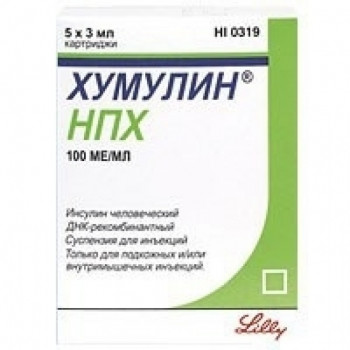 5 х 3 мл
картриджи
HI 0319
ХУМУЛИН®
НПХ
100 МЕ/МЛ
Инсулин человеческий
ДНК-рекомбинантный
Суспензия для инъекций
Только для подкожных и/или
внутримышечных инъекций.
Lilly